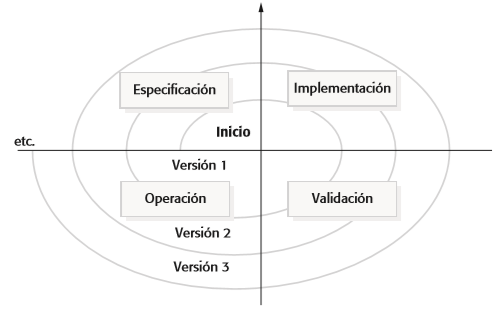 Especificación
Implementación
Inicio
etc.
Versión 1
Operación
Validación
Versión 2
Versión 3